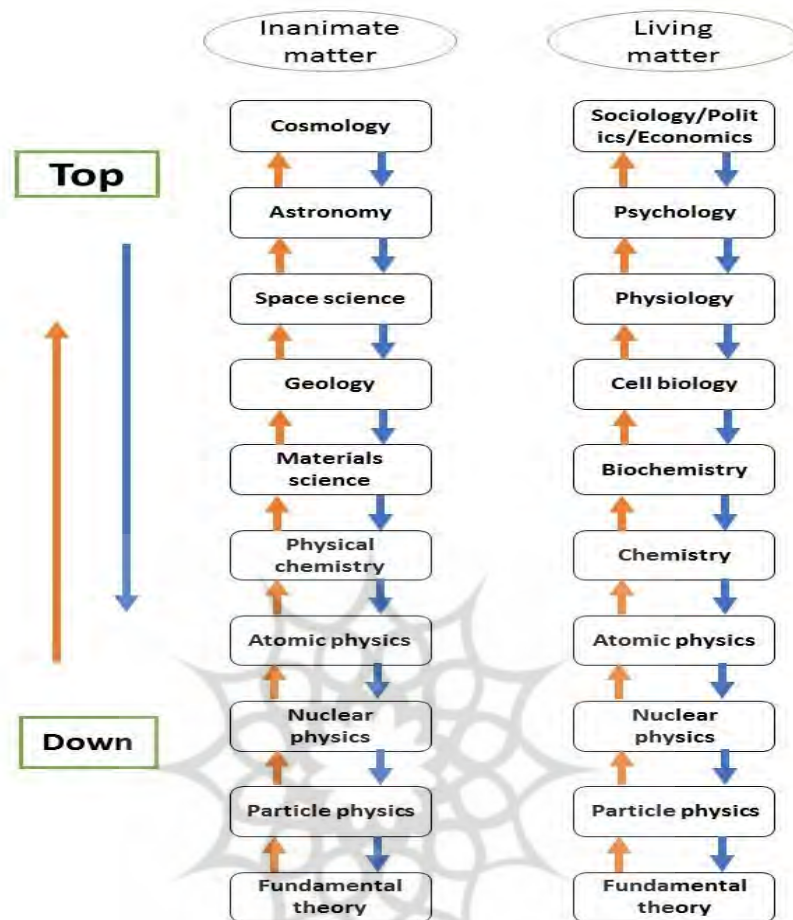 Inanimate
matter
Living
matter
Top
Down
Cosmology
Astronomy
Space science
Geology
Materials
science
Physical
chemistry
Atomic physics
Nuclear
physics
Particle physics
Fundamental
theory
Sociology/Polit
ics/Economics
Psychology
Physiology
Cell biology
Biochemistry
Chemistry
Atomic physics
Nuclear
physics
Particle physics
Fundamental
theory